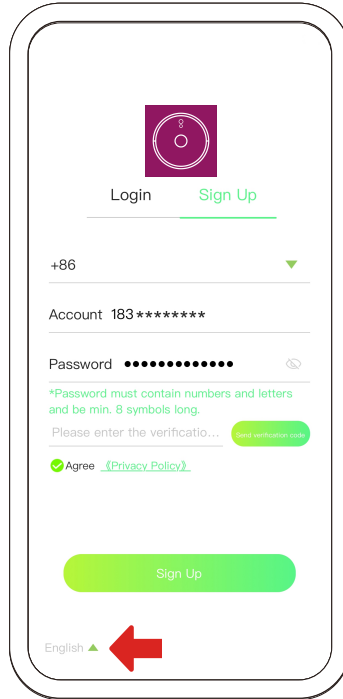 Login Sign Up
+86
Account 183********
Password ●●●●●●●●●●●●●
*Password must contain numbers and letters
and be min. 8 symbols long.
Please enter the verificatio... Send verification code
Agree 《Privacy Policy》
Sign Up
English